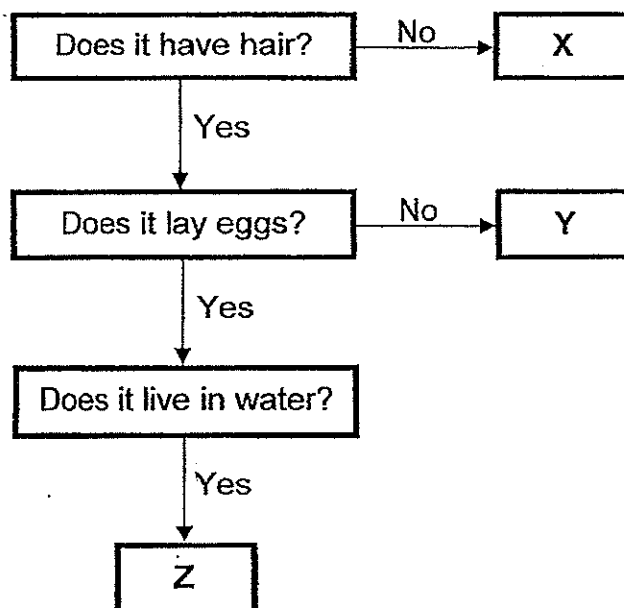 Does it have hair?
No
X
Yes
Does it lay eggs?
No
Y
Yes
Does it live in water?
Yes
Z